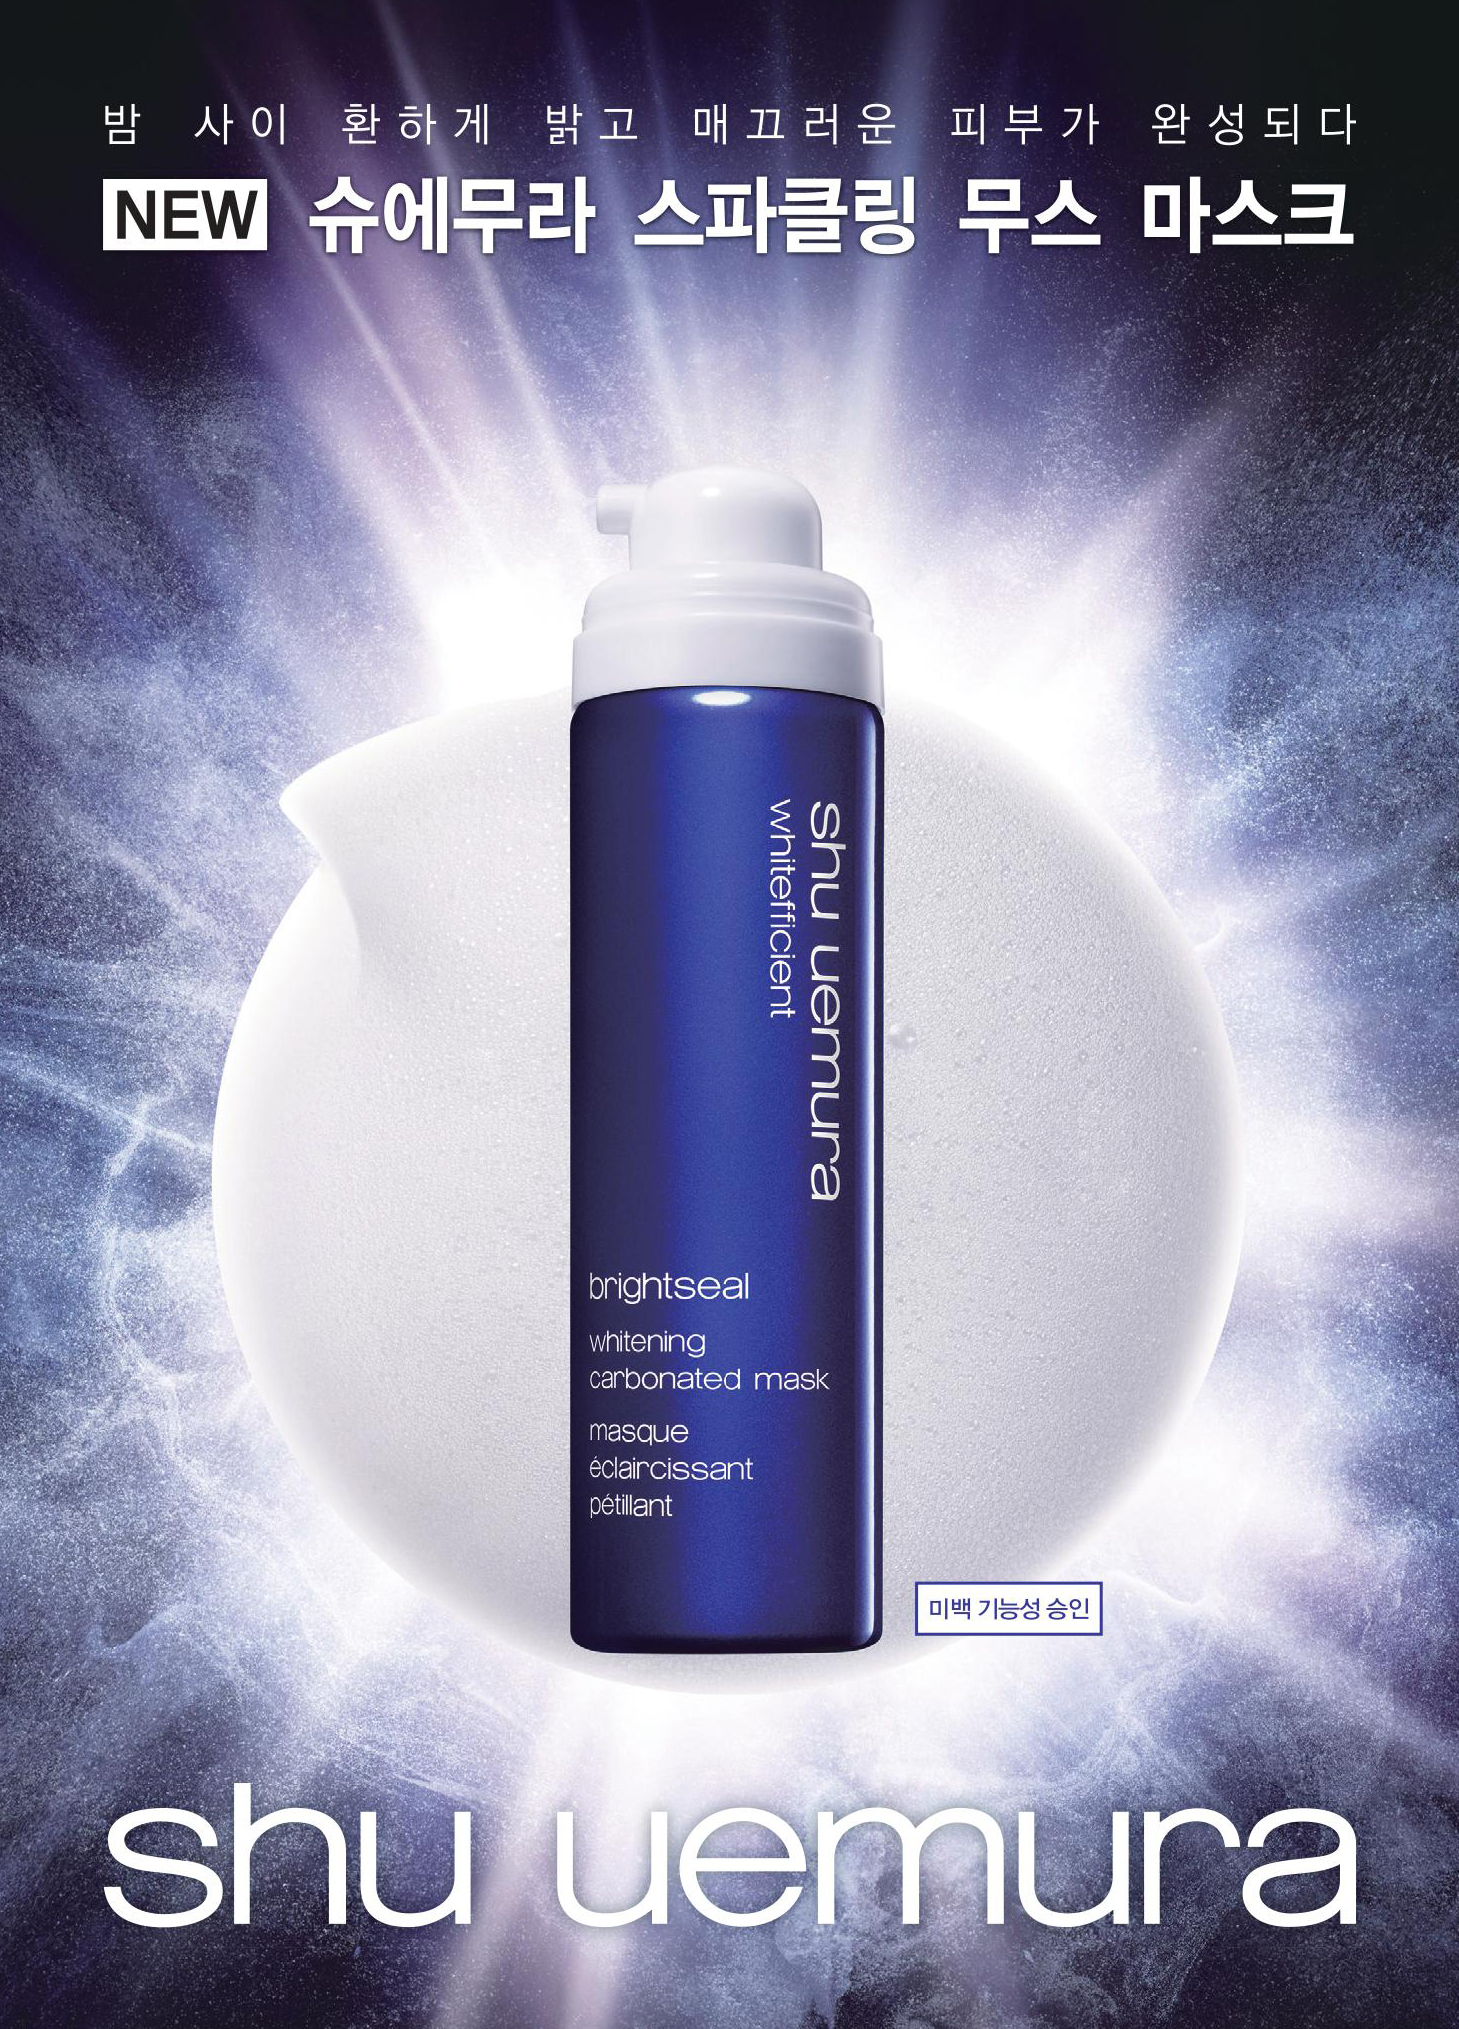 밤 사이 환하게 밝고 매끄러운 피부가 완성되다
NEW 슈에무라 스파클링 무스 마스크
shu uemura
whitefficient
brightseal
whitening
carbonated mask
masque
éclaircissant
pétillant
미백 기능성 승인
shu uemura